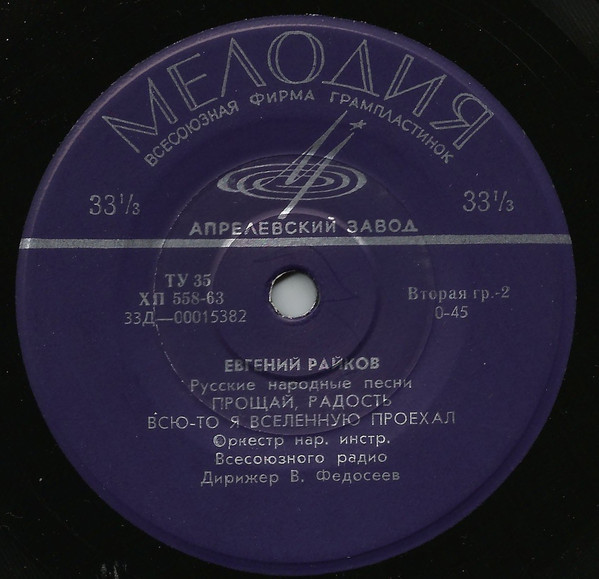 МЕЛОДИЯ
ВСЕСОЮЗНАЯ ФИРМА ГРАМПЛАСТИНОК
33⅓ 33⅓
АПРЕЛЕВСКИЙ ЗАВОД
ТУ 35
ХП 558-63 Вторая гр.-2
33Д—00015382 0-45
ЕВГЕНИЙ РАЙКОВ
Русские народные песни
ПРОЩАЙ, РАДОСТЬ
ВСЮ-ТО Я ВСЕЛЕННУЮ ПРОЕХАЛ
Оркестр нар. инстр.
Всесоюзного радио
Дирижер В. Федосеев